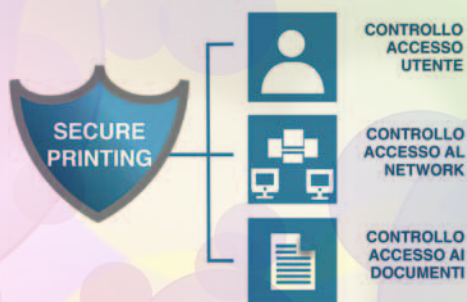 SECURE
PRINTING
CONTROLLO
ACCESSO
UTENTE
CONTROLLO
ACCESSO AL
NETWORK
CONTROLLO
ACCESSO AI
DOCUMENTI